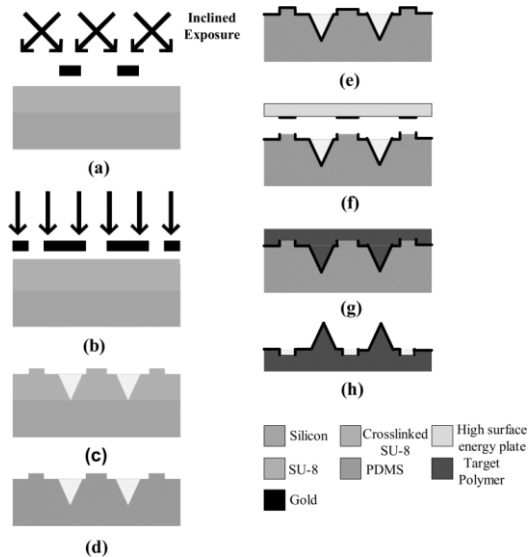 Inclined
Exposure
(a)
(b)
(c)
(d)
(e)
(f)
(g)
(h)
Silicon
Crosslinked
SU-8
High surface
energy plate
SU-8
PDMS
Target
Polymer
Gold